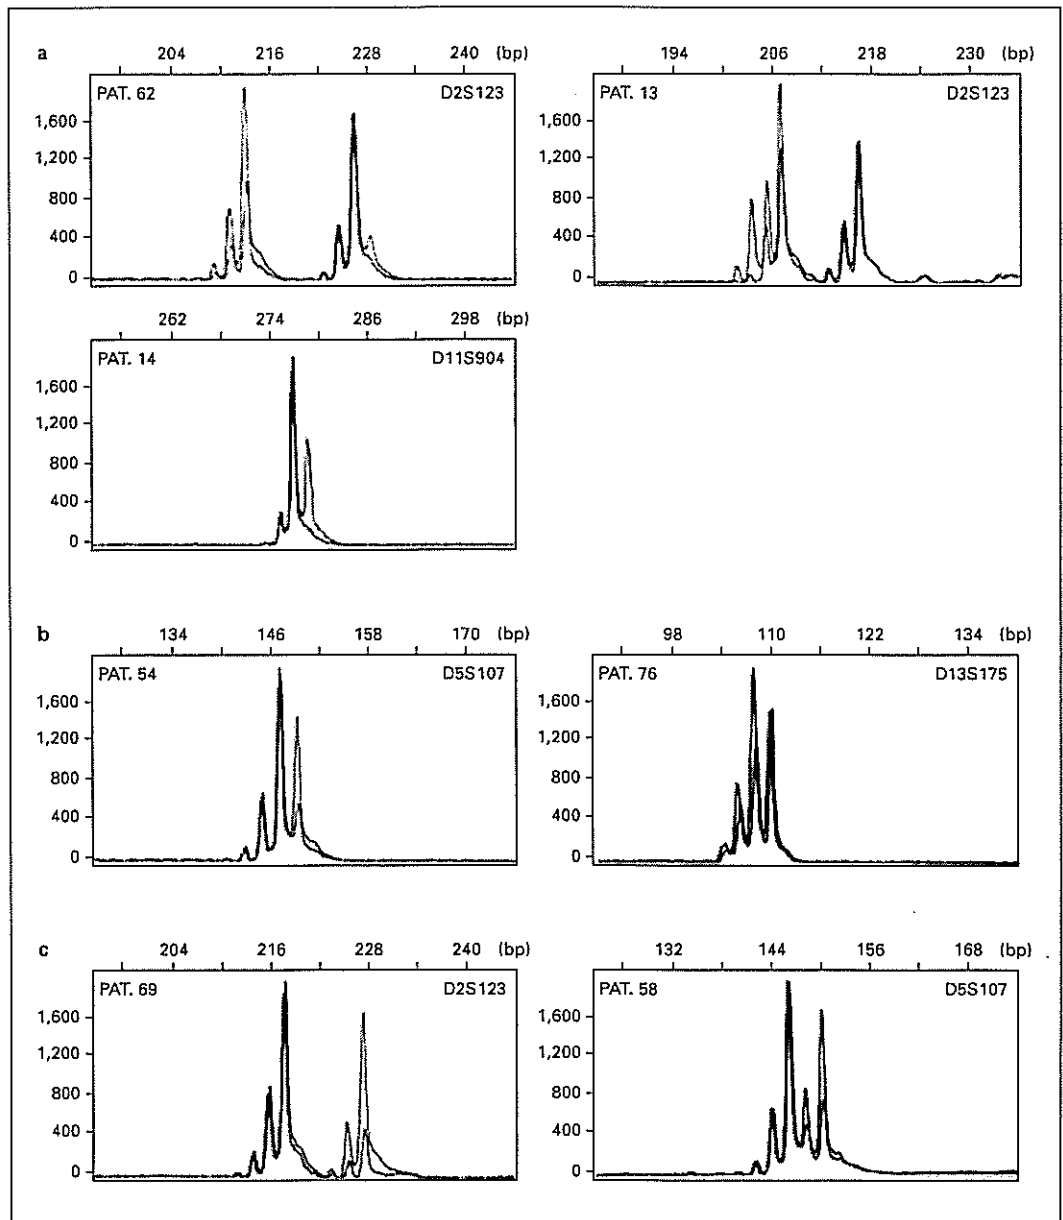 a
204 216 228 240 (bp)
PAT. 62 D2S123
1,600
1,200
800
400
0
194 206 218 230 (bp)
PAT. 13 D2S123
1,600
1,200
800
400
0
262 274 286 298 (bp)
PAT. 14 D11S904
1,600
1,200
800
400
0
b
134 146 158 170 (bp)
PAT. 54 D5S107
1,600
1,200
800
400
0
98 110 122 134 (bp)
PAT. 76 D13S175
1,600
1,200
800
400
0
c
204 216 228 240 (bp)
PAT. 69 D2S123
1,600
1,200
800
400
0
132 144 156 168 (bp)
PAT. 58 D5S107
1,600
1,200
800
400
0